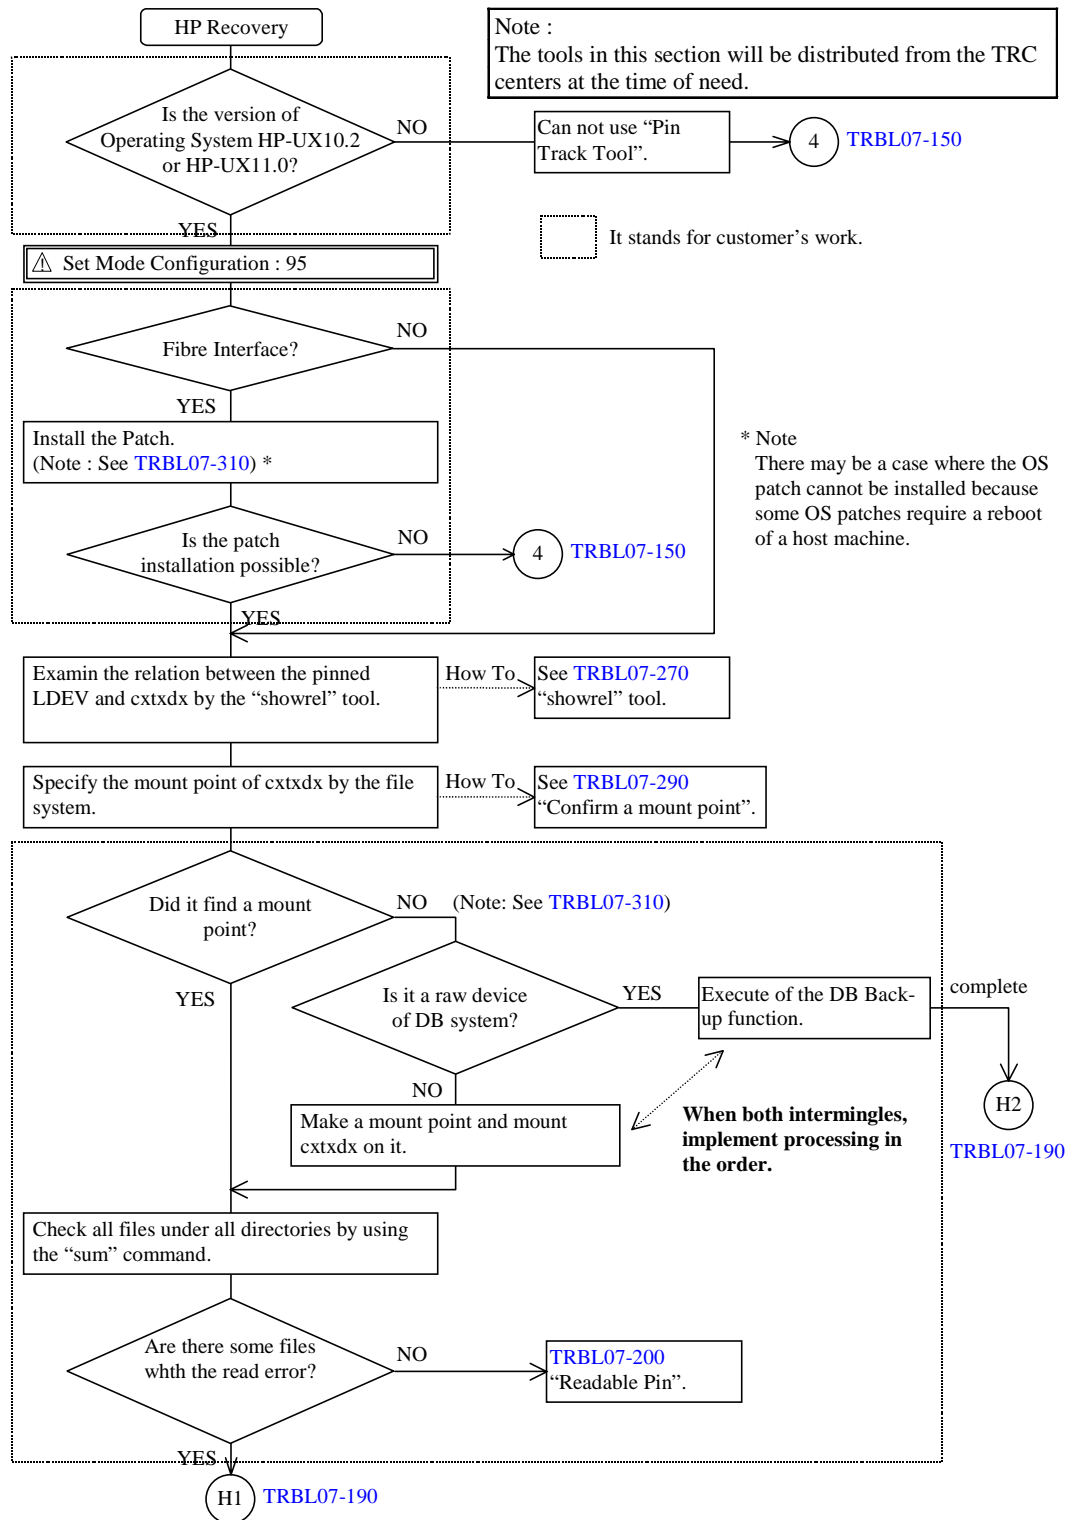 HP Recovery
Note :
The tools in this section will be distributed from the TRC
centers at the time of need.
Is the version of
Operating System HP-UX10.2
or HP-UX11.0?
NO
Can not use “Pin
Track Tool”.
4
TRBL07-150
YES
It stands for customer’s work.
⚠ Set Mode Configuration : 95
Fibre Interface?
NO
YES
Install the Patch.
(Note : See TRBL07-310) *
* Note
There may be a case where the OS
patch cannot be installed because
some OS patches require a reboot
of a host machine.
Is the patch
installation possible?
NO
4
TRBL07-150
YES
Examin the relation between the pinned
LDEV and cxtxdx by the “showrel” tool.
How To
See TRBL07-270
“showrel” tool.
Specify the mount point of cxtxdx by the file
system.
How To
See TRBL07-290
“Confirm a mount point”.
Did it find a mount
point?
NO
(Note: See TRBL07-310)
YES
Is it a raw device
of DB system?
YES
Execute of the DB Back-
up function.
complete
NO
H2
TRBL07-190
Make a mount point and mount
cxtxdx on it.
When both intermingles,
implement processing in
the order.
Check all files under all directories by using
the “sum” command.
Are there some files
whth the read error?
NO
TRBL07-200
“Readable Pin”.
YES
H1
TRBL07-190